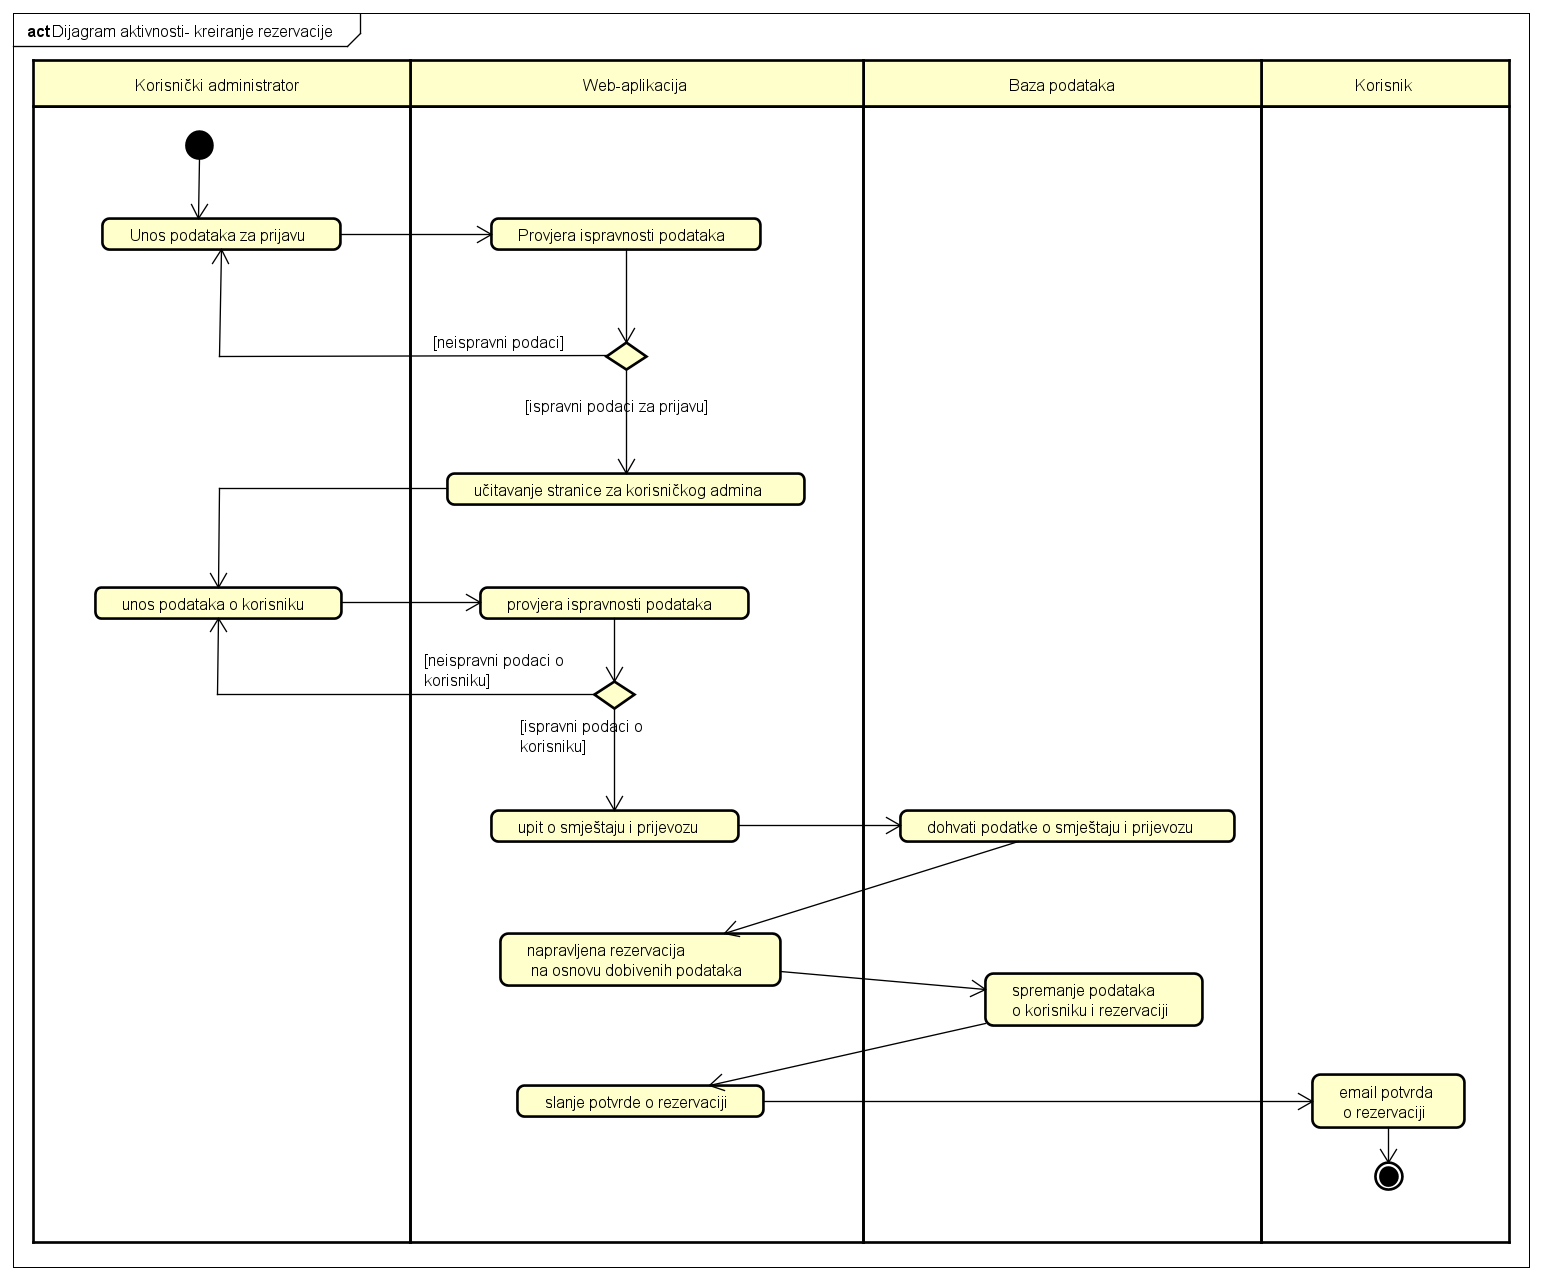 act Dijagram aktivnosti- kreiranje rezervacije
Korisnički administrator
Web-aplikacija
Baza podataka
Korisnik
Unos podataka za prijavu
Provjera ispravnosti podataka
[neispravni podaci]
[ispravni podaci za prijavu]
učitavanje stranice za korisničkog admina
unos podataka o korisniku
provjera ispravnosti podataka
[neispravni podaci o
korisniku]
[ispravni podaci o
korisniku]
upit o smještaju i prijevozu
dohvati podatke o smještaju i prijevozu
napravljena rezervacija
na osnovu dobivenih podataka
spremanje podataka
o korisniku i rezervaciji
slanje potvrde o rezervaciji
email potvrda
o rezervaciji